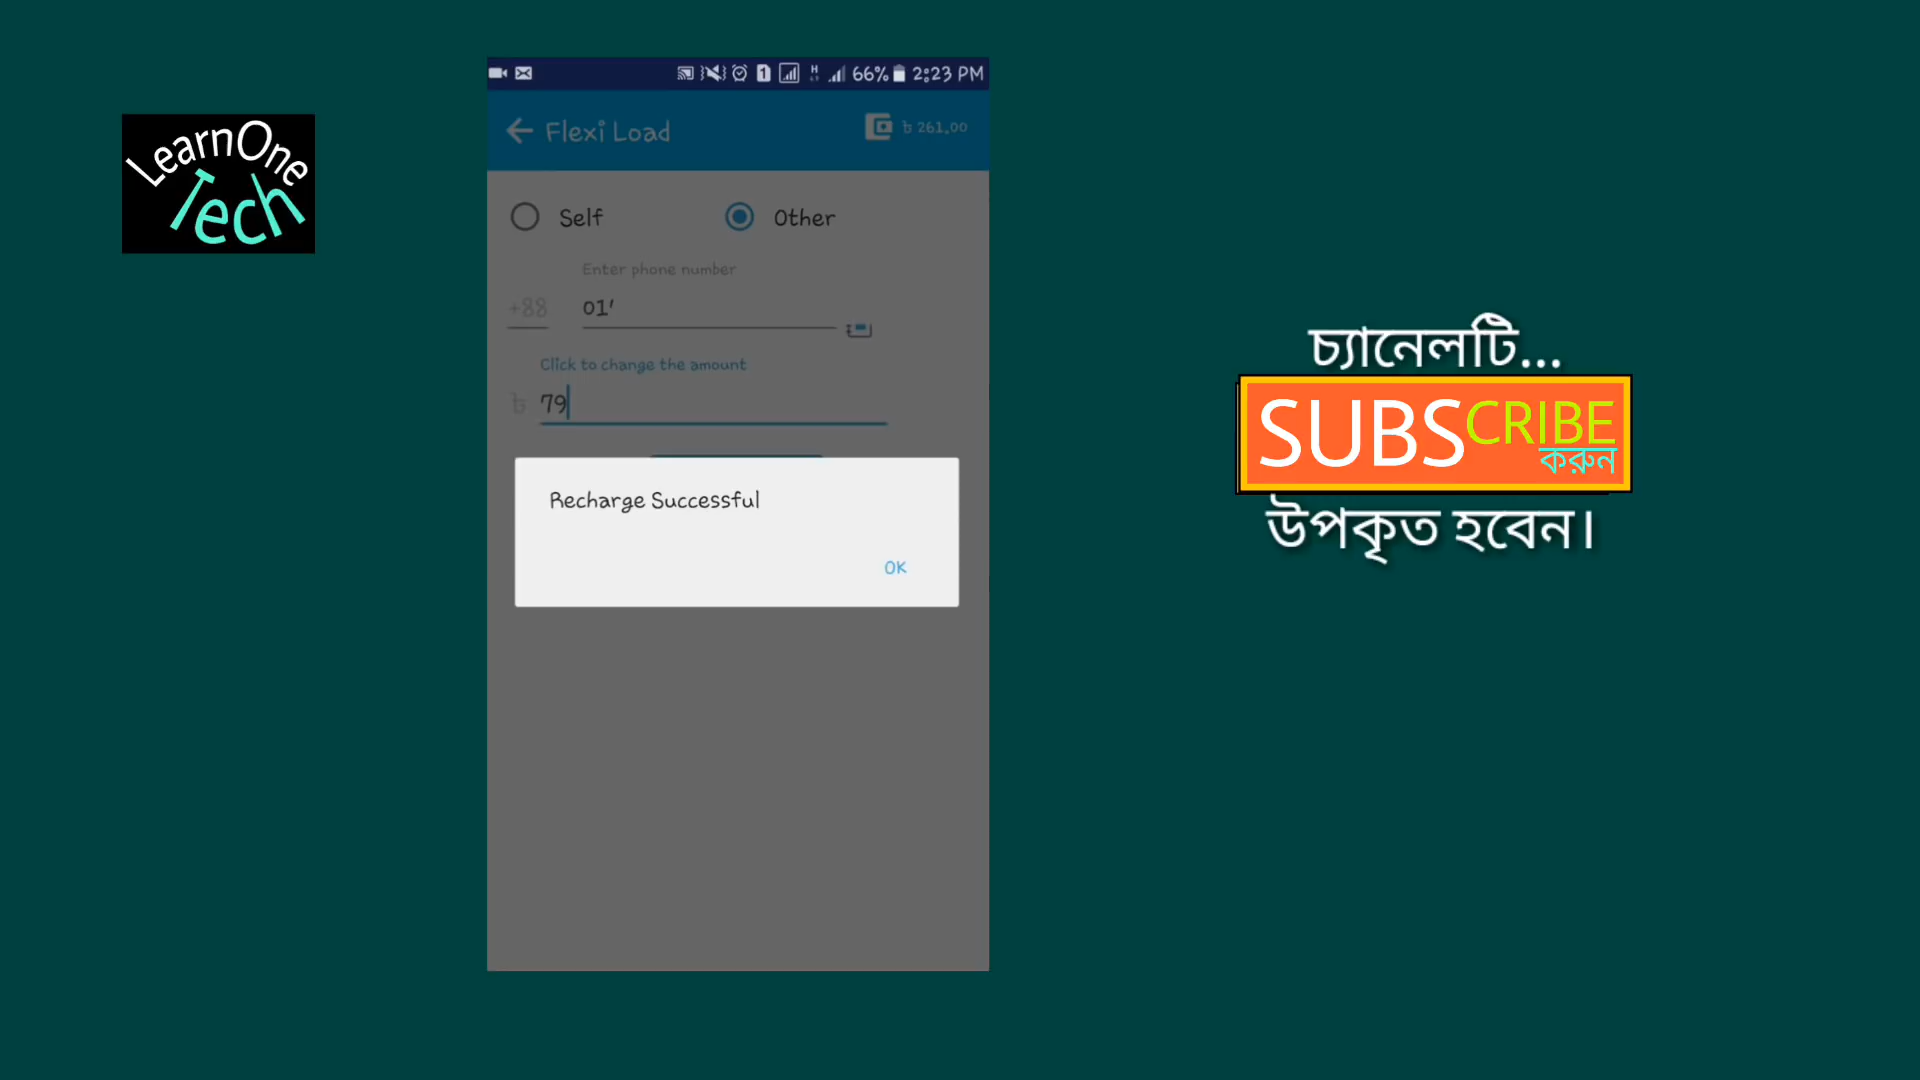 LearnOne
Tech
66% 2:23 PM
Flexi Load
৳ 261.00
Self
Other
Enter phone number
+88
01'
Click to change the amount
৳ 79
Recharge Successful
OK
চ্যানেলটি...
SUBSCRIBE
করুন
উপকৃত হবেন।